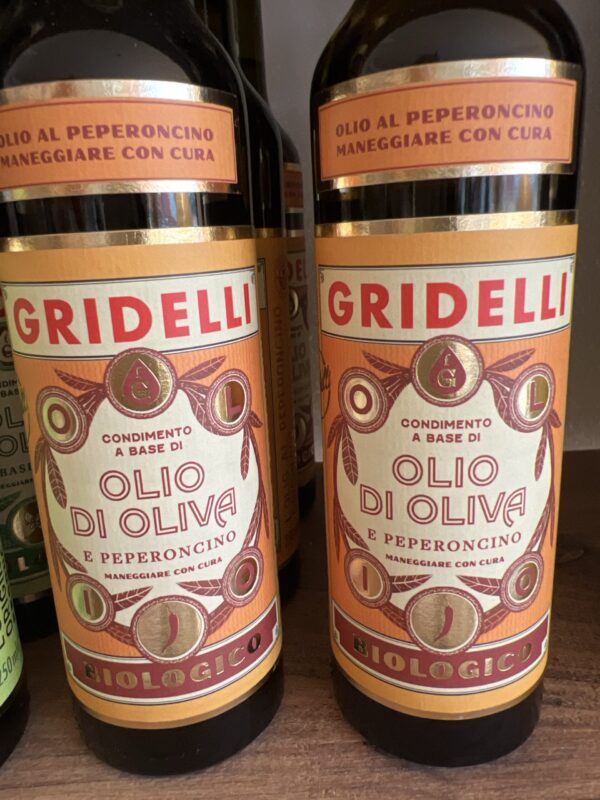 OLIO AL PEPERONCINO
MANEGGIARE CON CURA
GRIDELLI
G
O L
CONDIMENTO
A BASE DI
OLIO
DI OLIVA
E PEPERONCINO
MANEGGIARE CON CURA
I O
BIOLOGICO
OLIO AL PEPERONCINO
MANEGGIARE CON CURA
GRIDELLI
G
O L
CONDIMENTO
A BASE DI
OLIO
DI OLIVA
E PEPERONCINO
MANEGGIARE CON CURA
I O
BIOLOGICO